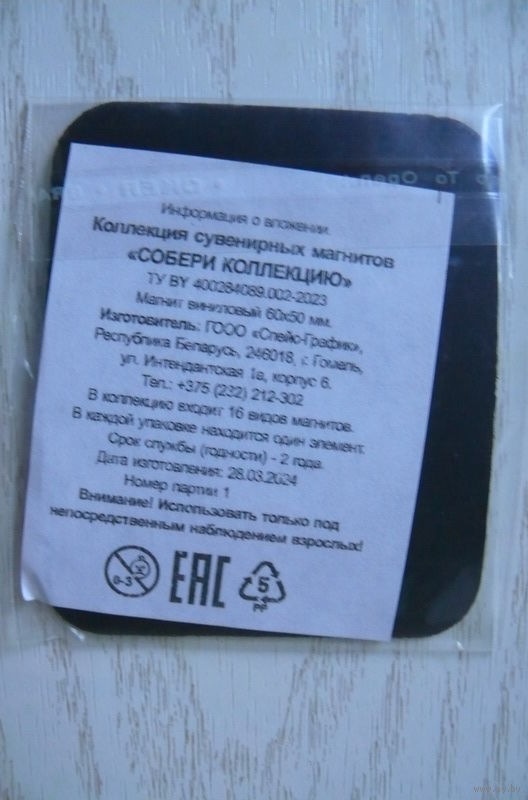 To Open
Информация о вложении.
Коллекция сувенирных магнитов
«СОБЕРИ КОЛЛЕКЦИЮ»
ТУ BY 400284089.002-2023
Магнит виниловый 60х50 мм.
Изготовитель: ГООО «Спейс-График»,
Республика Беларусь, 246018, г. Гомель,
ул. Интендантская 1а, корпус 6.
Тел.: +375 (232) 212-302
В коллекцию входит 16 видов магнитов.
В каждой упаковке находится один элемент.
Срок службы (годности) - 2 года.
Дата изготовления: 28.03.2024
Номер партии 1
Внимание! Использовать только под
непосредственным наблюдением взрослых!
0-3 ЕАС 5
PP